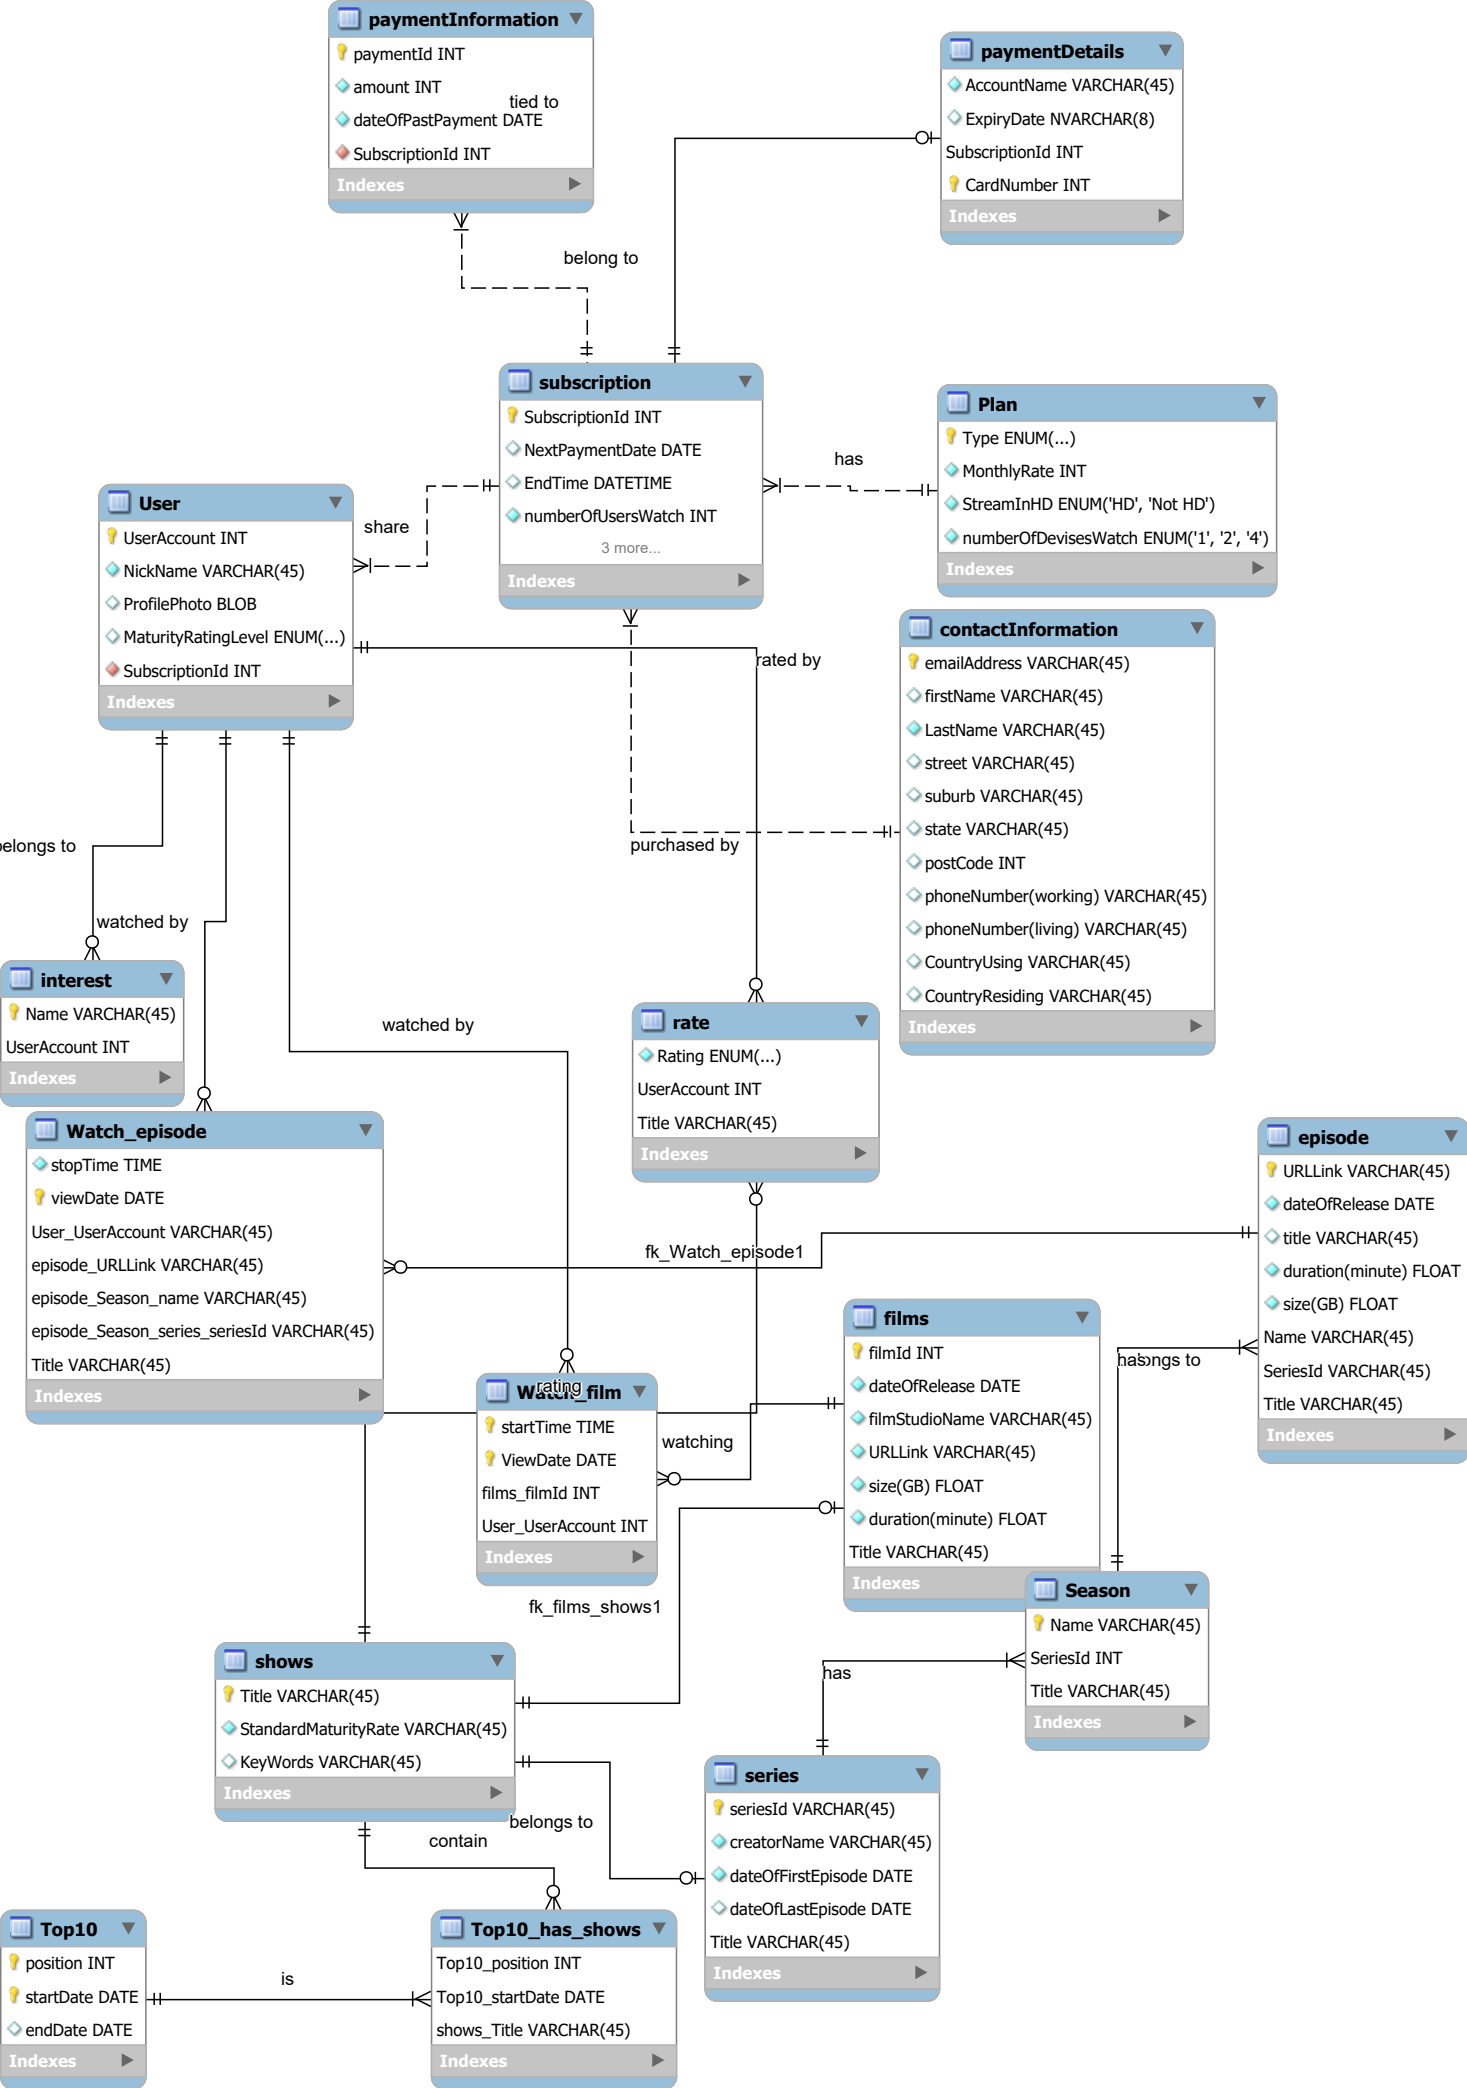 paymentInformation
paymentId INT
amount INT
tied to
dateOfPastPayment DATE
SubscriptionId INT
Indexes
paymentDetails
AccountName VARCHAR(45)
ExpiryDate NVARCHAR(8)
SubscriptionId INT
CardNumber INT
Indexes
belong to
subscription
SubscriptionId INT
NextPaymentDate DATE
EndTime DATETIME
numberOfUsersWatch INT
3 more...
Indexes
has
Plan
Type ENUM(...)
MonthlyRate INT
StreamInHD ENUM('HD', 'Not HD')
numberOfDevisesWatch ENUM('1', '2', '4')
Indexes
share
User
UserAccount INT
NickName VARCHAR(45)
ProfilePhoto BLOB
MaturityRatingLevel ENUM(...)
SubscriptionId INT
Indexes
rated by
contactInformation
emailAddress VARCHAR(45)
firstName VARCHAR(45)
LastName VARCHAR(45)
street VARCHAR(45)
suburb VARCHAR(45)
state VARCHAR(45)
postCode INT
phoneNumber(working) VARCHAR(45)
phoneNumber(living) VARCHAR(45)
CountryUsing VARCHAR(45)
CountryResiding VARCHAR(45)
Indexes
purchased by
elongs to
watched by
interest
Name VARCHAR(45)
UserAccount INT
Indexes
watched by
rate
Rating ENUM(...)
UserAccount INT
Title VARCHAR(45)
Indexes
Watch_episode
stopTime TIME
viewDate DATE
User_UserAccount VARCHAR(45)
episode_URLLink VARCHAR(45)
episode_Season_name VARCHAR(45)
episode_Season_series_seriesId VARCHAR(45)
Title VARCHAR(45)
Indexes
fk_Watch_episode1
episode
URLLink VARCHAR(45)
dateOfRelease DATE
title VARCHAR(45)
duration(minute) FLOAT
size(GB) FLOAT
Name VARCHAR(45)
SeriesId VARCHAR(45)
Title VARCHAR(45)
Indexes
films
filmId INT
dateOfRelease DATE
filmStudioName VARCHAR(45)
URLLink VARCHAR(45)
size(GB) FLOAT
duration(minute) FLOAT
Title VARCHAR(45)
Indexes
rating
Watch_film
startTime TIME
ViewDate DATE
films_filmId INT
User_UserAccount INT
Indexes
watching
fk_films_shows1
Season
Name VARCHAR(45)
SeriesId INT
Title VARCHAR(45)
Indexes
has
shows
Title VARCHAR(45)
StandardMaturityRate VARCHAR(45)
KeyWords VARCHAR(45)
Indexes
belongs to
contain
series
seriesId VARCHAR(45)
creatorName VARCHAR(45)
dateOfFirstEpisode DATE
dateOfLastEpisode DATE
Title VARCHAR(45)
Indexes
Top10
position INT
startDate DATE
endDate DATE
Indexes
is
Top10_has_shows
Top10_position INT
Top10_startDate DATE
shows_Title VARCHAR(45)
Indexes